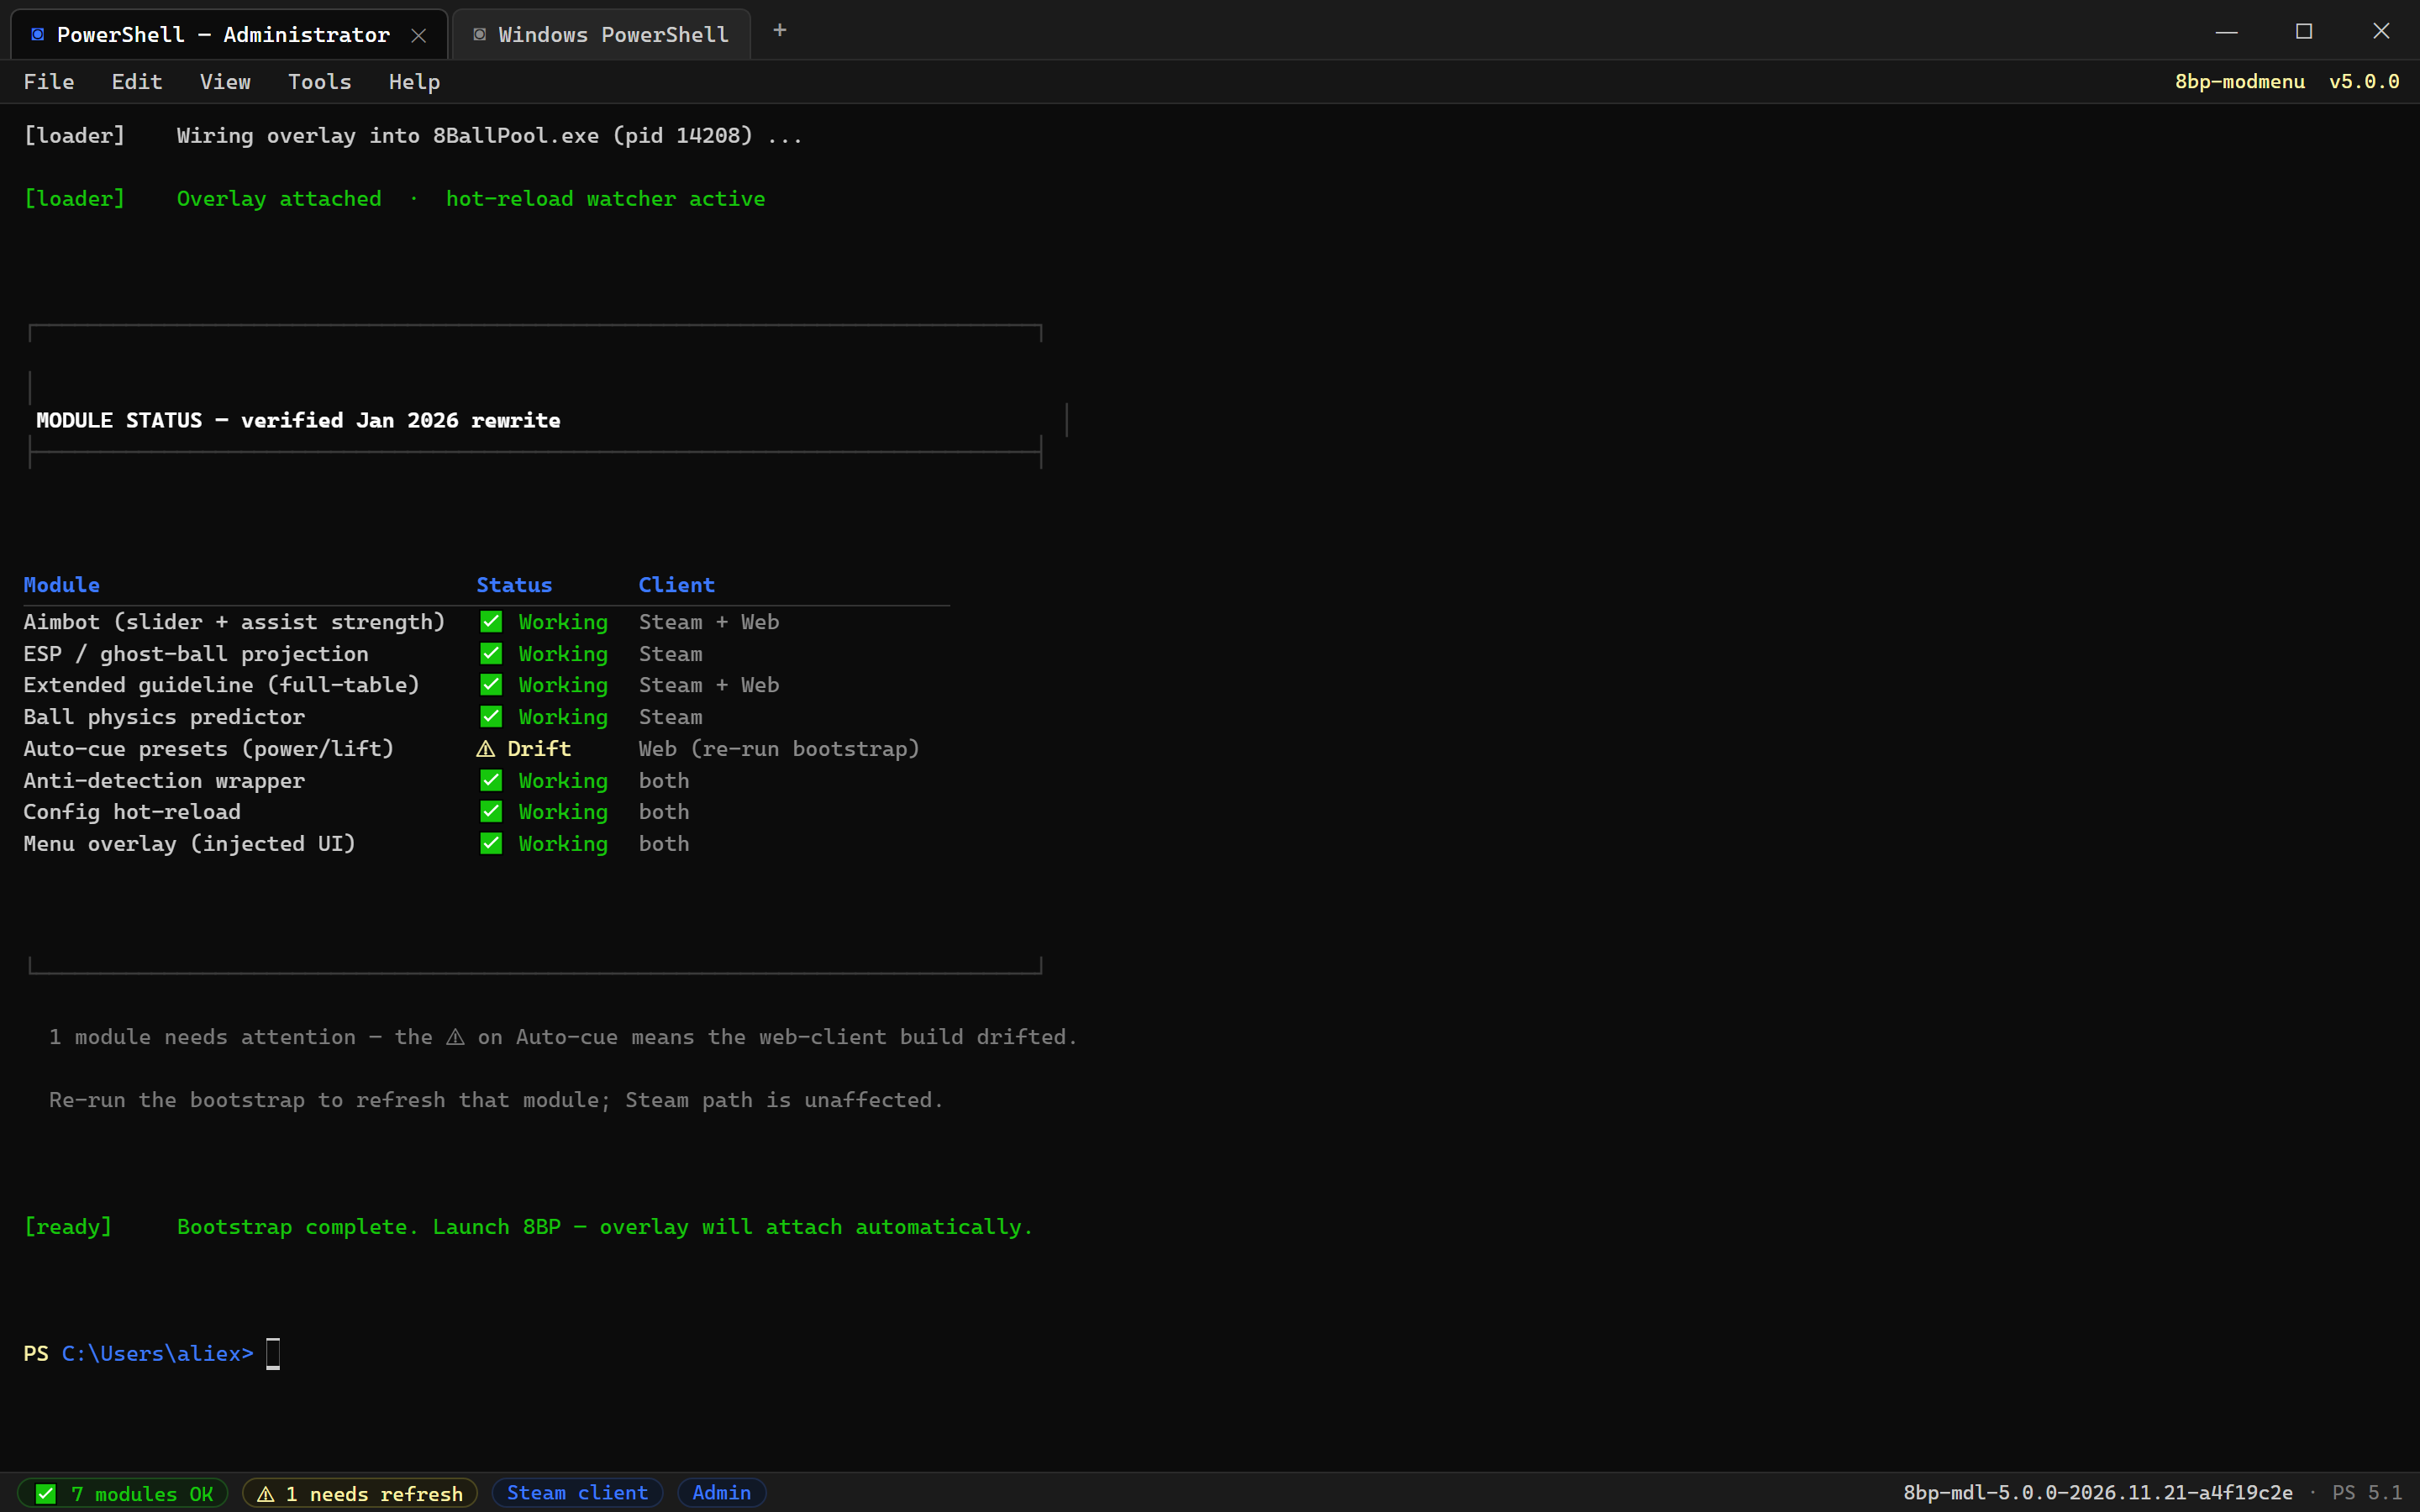 PowerShell — Administrator
Windows PowerShell
File Edit View Tools Help
8bp-modmenu v5.0.0
[loader] Wiring overlay into 8BallPool.exe (pid 14208) ...
[loader] Overlay attached · hot-reload watcher active
MODULE STATUS — verified Jan 2026 rewrite
Module Status Client
Aimbot (slider + assist strength) ✅ Working Steam + Web
ESP / ghost-ball projection ✅ Working Steam
Extended guideline (full-table) ✅ Working Steam + Web
Ball physics predictor ✅ Working Steam
Auto-cue presets (power/lift) ⚠ Drift Web (re-run bootstrap)
Anti-detection wrapper ✅ Working both
Config hot-reload ✅ Working both
Menu overlay (injected UI) ✅ Working both
1 module needs attention — the ⚠ on Auto-cue means the web-client build drifted.
Re-run the bootstrap to refresh that module; Steam path is unaffected.
[ready] Bootstrap complete. Launch 8BP — overlay will attach automatically.
PS C:\Users\aliex>
✅ 7 modules OK ⚠ 1 needs refresh Steam client Admin
8bp-mdl-5.0.0-2026.11.21-a4f19c2e · PS 5.1